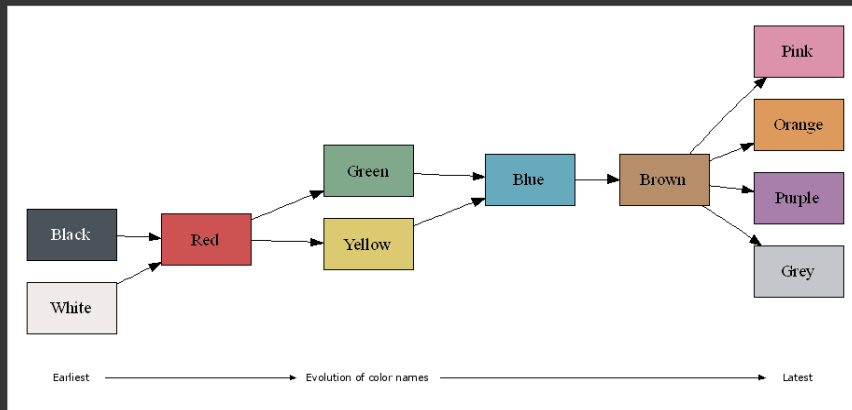 Black
White
Red
Green
Yellow
Blue
Brown
Pink
Orange
Purple
Grey
Earliest
Evolution of color names
Latest